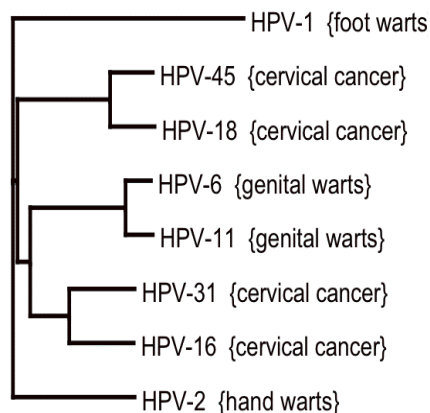 HPV-1 {foot warts
HPV-45 {cervical cancer}
HPV-18 {cervical cancer}
HPV-6 {genital warts}
HPV-11 {genital warts}
HPV-31 {cervical cancer}
HPV-16 {cervical cancer}
HPV-2 {hand warts}